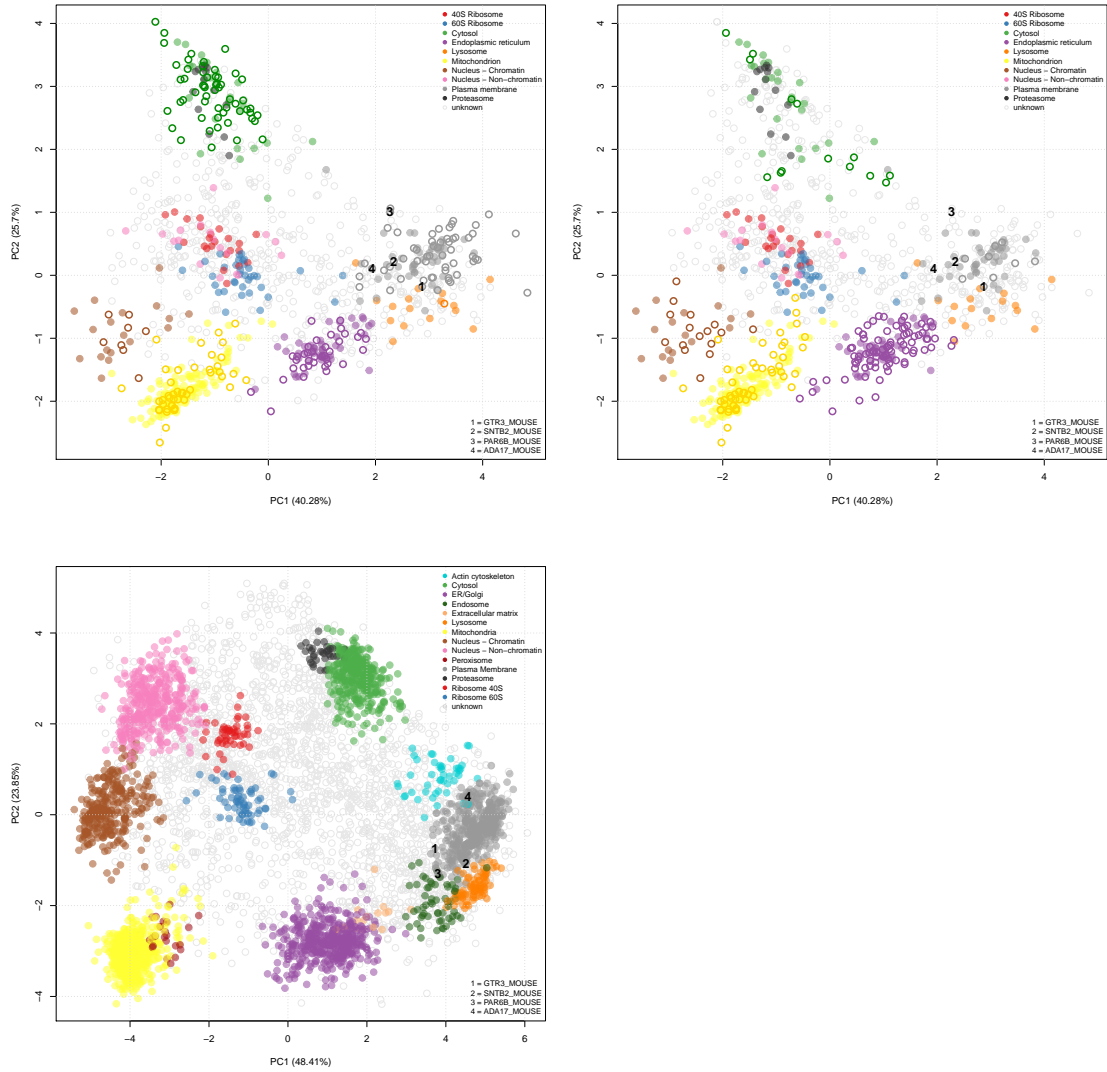 40S Ribosome
60S Ribosome
Cytosol
Endoplasmic reticulum
Lysosome
Mitochondrion
Nucleus − Chromatin
Nucleus − Non−chromatin
Plasma membrane
Proteasome
unknown
4
3
2
1
0
−1
−2
PC2 (25.7%)
3
2
4
1
1 = GTR3_MOUSE
2 = SNTB2_MOUSE
3 = PAR6B_MOUSE
4 = ADA17_MOUSE
−2 0 2 4
PC1 (40.28%)
40S Ribosome
60S Ribosome
Cytosol
Endoplasmic reticulum
Lysosome
Mitochondrion
Nucleus − Chromatin
Nucleus − Non−chromatin
Plasma membrane
Proteasome
unknown
4
3
2
1
0
−1
−2
PC2 (25.7%)
3
2
4
1
1 = GTR3_MOUSE
2 = SNTB2_MOUSE
3 = PAR6B_MOUSE
4 = ADA17_MOUSE
−2 0 2 4
PC1 (40.28%)
Actin cytoskeleton
Cytosol
ER/Golgi
Endosome
Extracellular matrix
Lysosome
Mitochondria
Nucleus − Chromatin
Nucleus − Non−chromatin
Peroxisome
Plasma Membrane
Proteasome
Ribosome 40S
Ribosome 60S
unknown
4
2
0
−2
−4
PC2 (23.85%)
4
1
2
3
1 = GTR3_MOUSE
2 = SNTB2_MOUSE
3 = PAR6B_MOUSE
4 = ADA17_MOUSE
−4 −2 0 2 4 6
PC1 (48.41%)